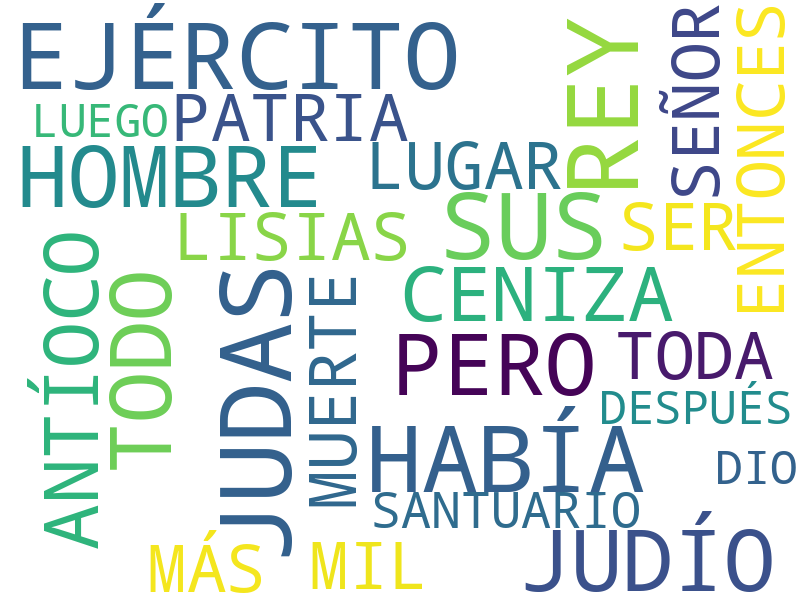 EJÉRCITO
REY
SEÑOR
ENTONCES
LUEGO
PATRIA
HOMBRE
LUGAR
LISIAS
SUS
SER
ANTÍOCO
TODO
JUDAS
MUERTE
CENIZA
PERO
TODA
DESPUÉS
HABÍA
DIO
SANTUARIO
MÁS
MIL
JUDÍO